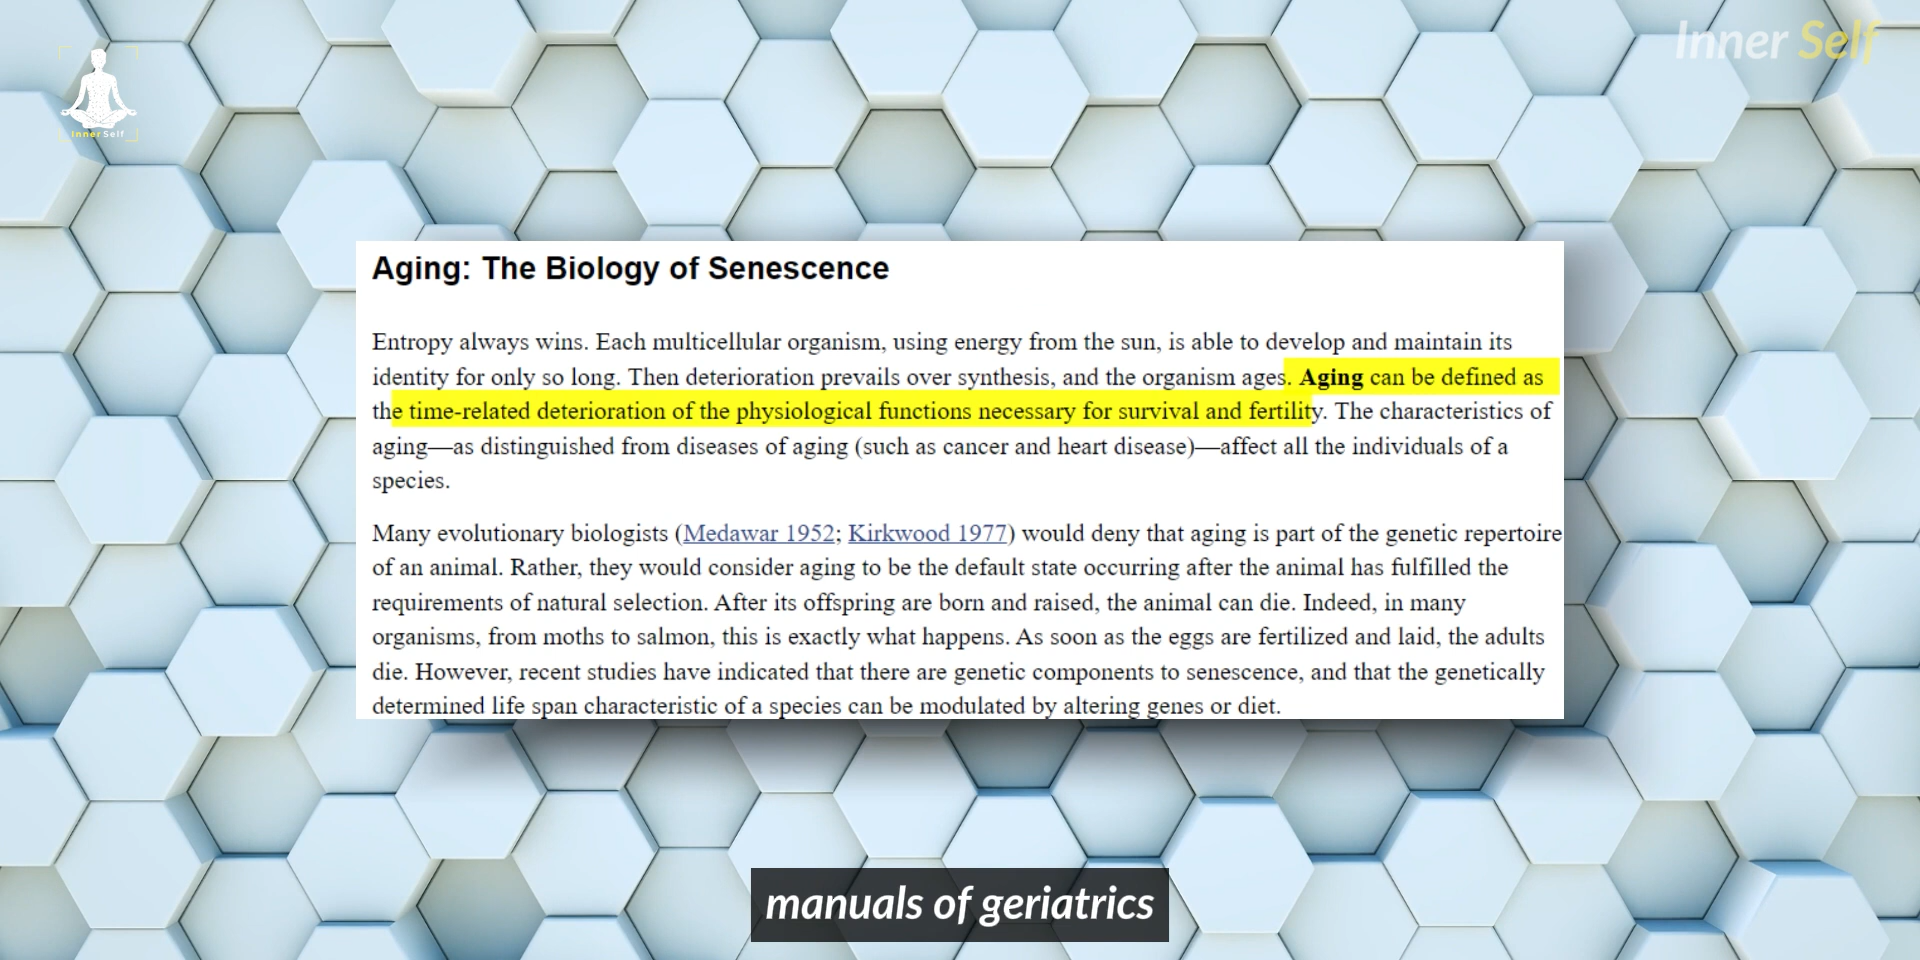 Inner Self
InnerSelf
Aging: The Biology of Senescence
Entropy always wins. Each multicellular organism, using energy from the sun, is able to develop and maintain its
identity for only so long. Then deterioration prevails over synthesis, and the organism ages. Aging can be defined as
the time-related deterioration of the physiological functions necessary for survival and fertility. The characteristics of
aging—as distinguished from diseases of aging (such as cancer and heart disease)—affect all the individuals of a
species.
Many evolutionary biologists (Medawar 1952; Kirkwood 1977) would deny that aging is part of the genetic repertoire
of an animal. Rather, they would consider aging to be the default state occurring after the animal has fulfilled the
requirements of natural selection. After its offspring are born and raised, the animal can die. Indeed, in many
organisms, from moths to salmon, this is exactly what happens. As soon as the eggs are fertilized and laid, the adults
die. However, recent studies have indicated that there are genetic components to senescence, and that the genetically
determined life span characteristic of a species can be modulated by altering genes or diet.
manuals of geriatrics